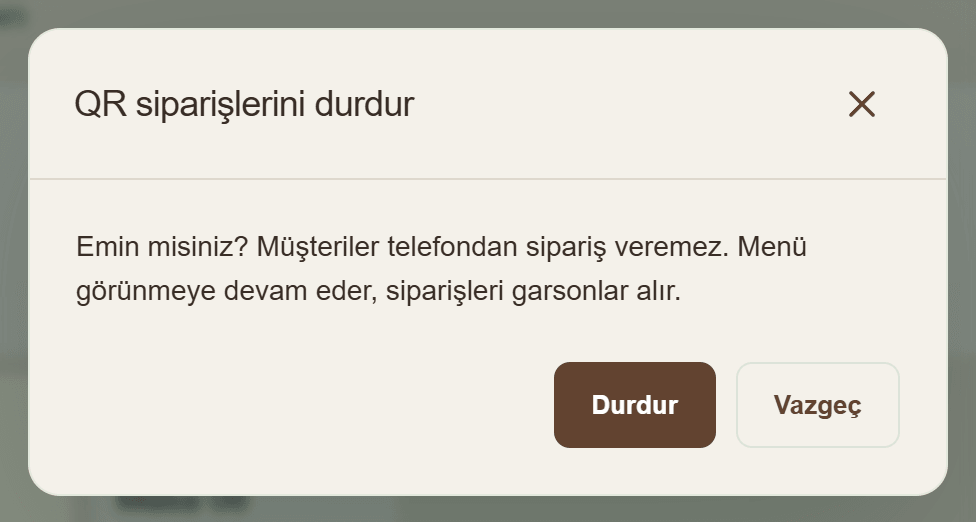 QR siparişlerini durdur
Emin misiniz? Müşteriler telefondan sipariş veremez. Menü
görünmeye devam eder, siparişleri garsonlar alır.
Durdur
Vazgeç